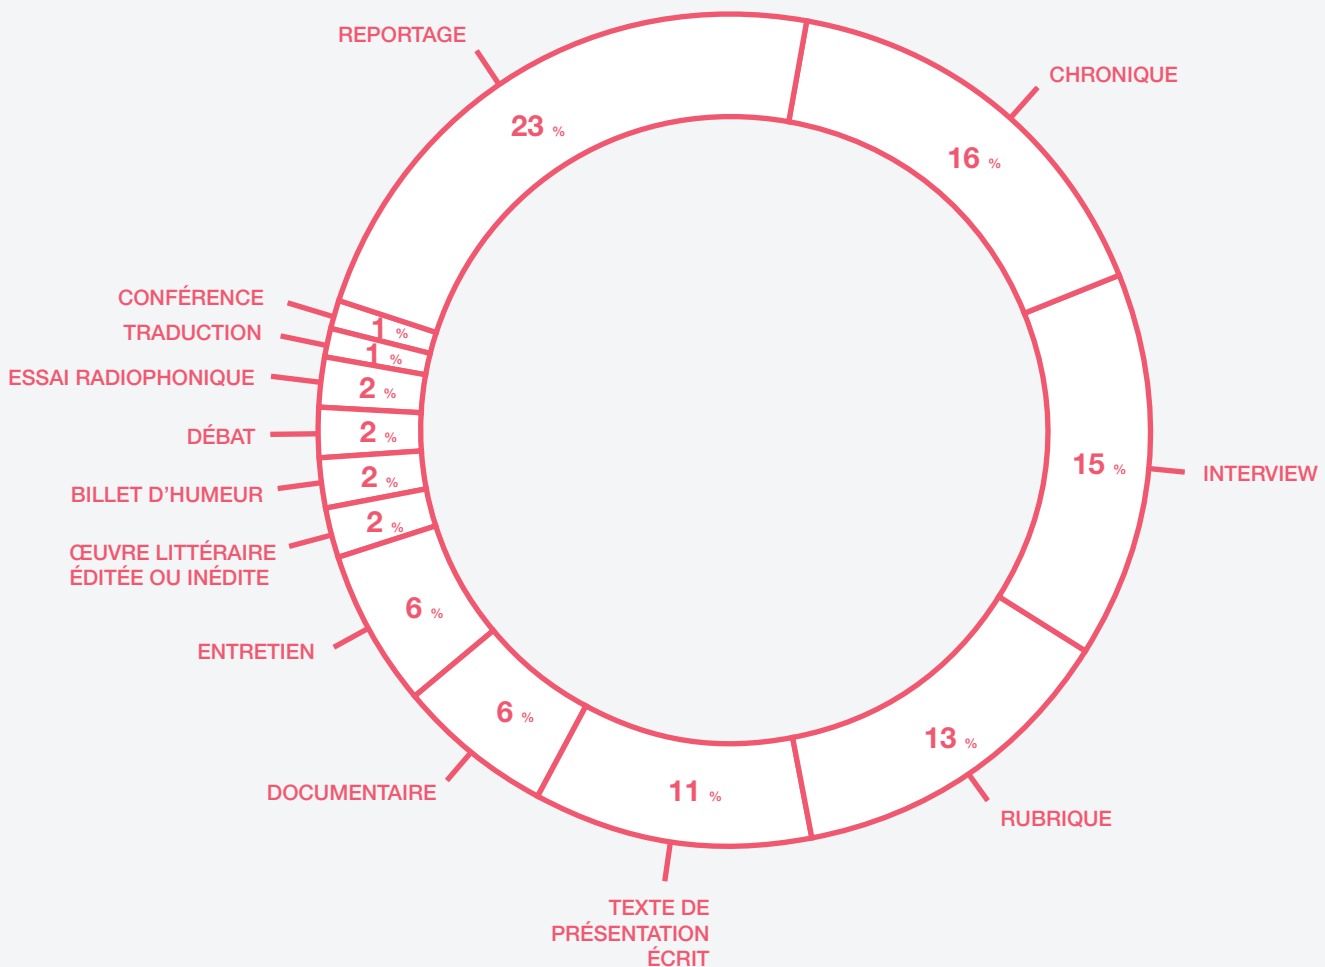 REPORTAGE
23 %
CHRONIQUE
16 %
INTERVIEW
15 %
RUBRIQUE
13 %
TEXTE DE
PRÉSENTATION
ÉCRIT
11 %
DOCUMENTAIRE
6 %
ENTRETIEN
6 %
ŒUVRE LITTÉRAIRE
ÉDITÉE OU INÉDITE
2 %
BILLET D’HUMEUR
2 %
DÉBAT
2 %
ESSAI RADIOPHONIQUE
2 %
TRADUCTION
1 %
CONFÉRENCE
1 %